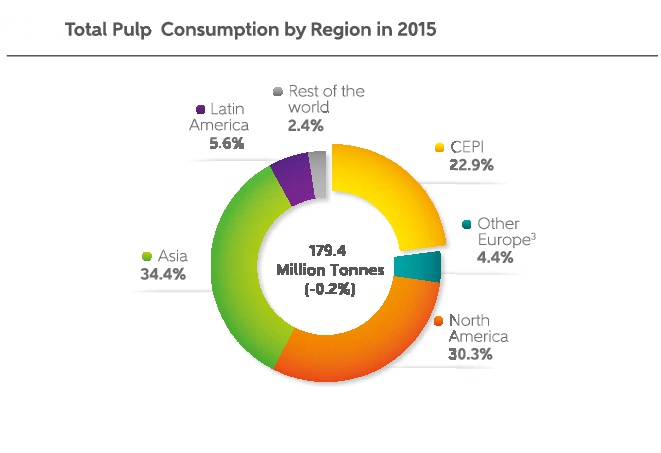 Total Pulp Consumption by Region in 2015
Rest of the
world
2.4%
Latin
America
5.6%
CEPI
22.9%
Other
Europe³
4.4%
Asia
34.4%
179.4
Million Tonnes
(-0.2%)
North
America
30.3%